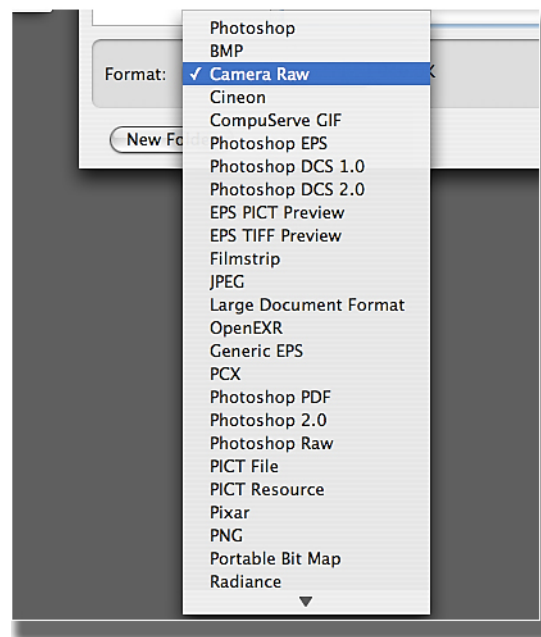 Photoshop
BMP
Format: ✓ Camera Raw
Cineon
CompuServe GIF
New Fo
Photoshop EPS
Photoshop DCS 1.0
Photoshop DCS 2.0
EPS PICT Preview
EPS TIFF Preview
Filmstrip
JPEG
Large Document Format
OpenEXR
Generic EPS
PCX
Photoshop PDF
Photoshop 2.0
Photoshop Raw
PICT File
PICT Resource
Pixar
PNG
Portable Bit Map
Radiance